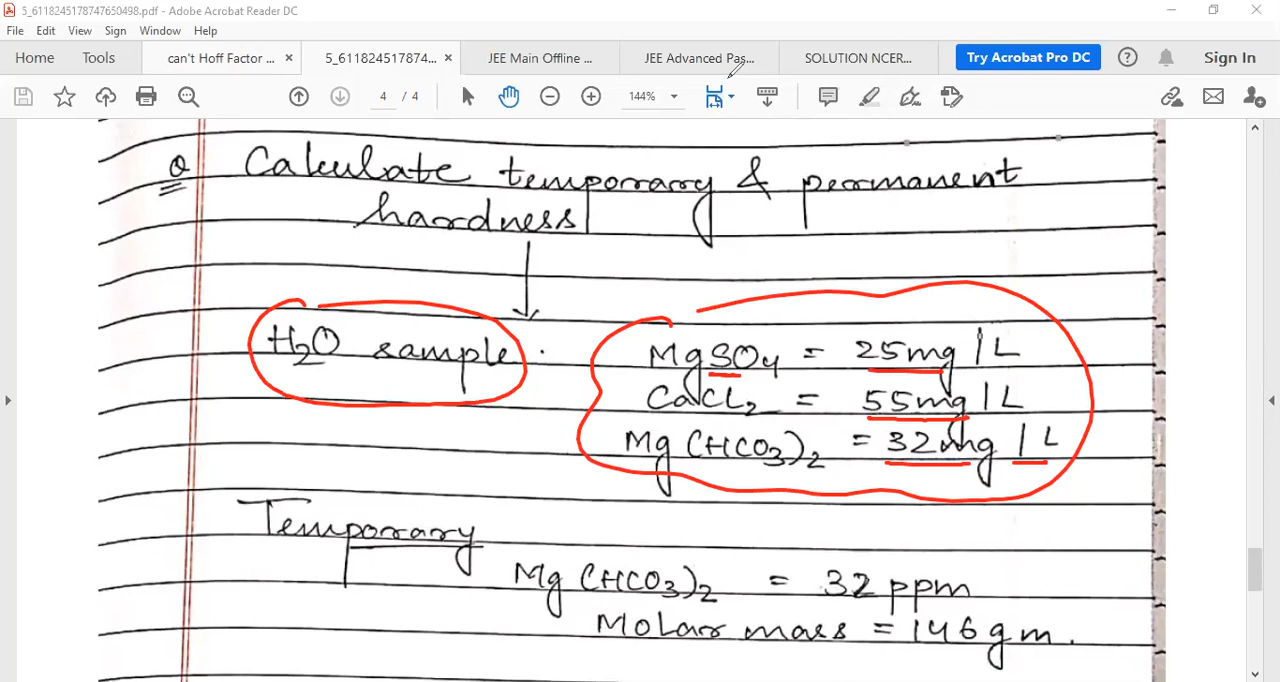 5_6118245178747650498.pdf - Adobe Acrobat Reader DC
File Edit View Sign Window Help
Home Tools can't Hoff Factor ... × 5_611824517874... × JEE Main Offline ... JEE Advanced Pas... SOLUTION NCER... Try Acrobat Pro DC Sign In
4 / 4 144%
Q Calculate temporary & permanent
hardness
H₂O sample.
MgSO₄ = 25mg/L
CaCl₂ = 55mg/L
Mg(HCO₃)₂ = 32mg/L
Temporary
Mg(HCO₃)₂ = 32 ppm
Molar mass = 146gm.